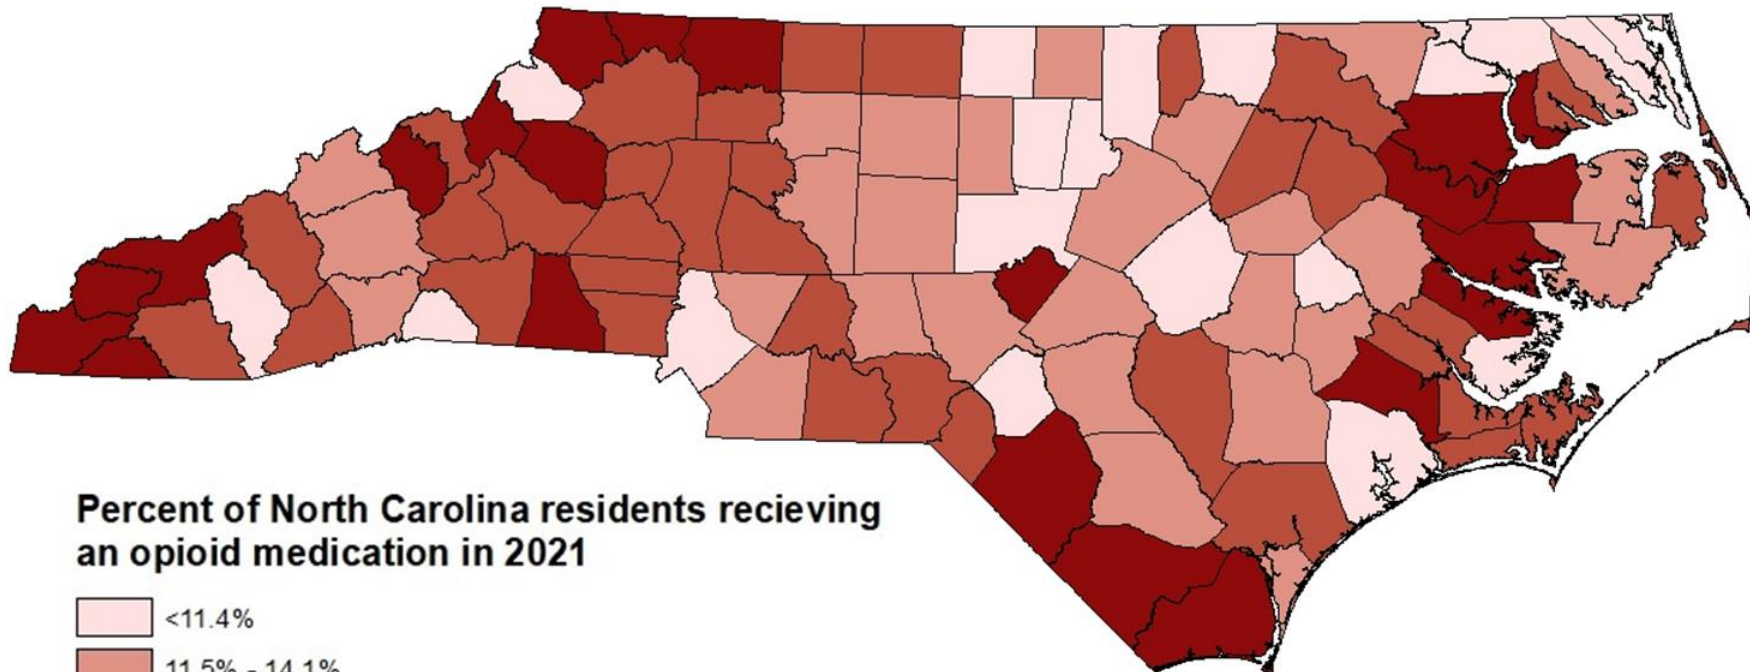 Percent of North Carolina residents recieving
an opioid medication in 2021
<11.4%
11.5% - 14.1%